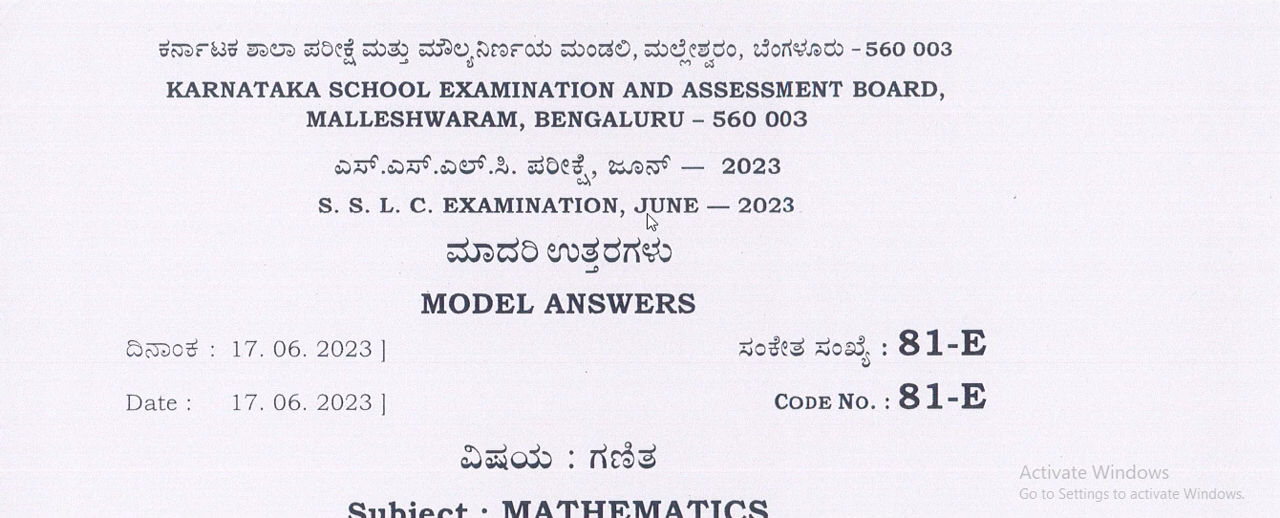 ಕರ್ನಾಟಕ ಶಾಲಾ ಪರೀಕ್ಷೆ ಮತ್ತು ಮೌಲ್ಯನಿರ್ಣಯ ಮಂಡಲಿ, ಮಲ್ಲೇಶ್ವರಂ, ಬೆಂಗಳೂರು – 560 003
KARNATAKA SCHOOL EXAMINATION AND ASSESSMENT BOARD,
MALLESHWARAM, BENGALURU – 560 003
ಎಸ್.ಎಸ್.ಎಲ್.ಸಿ. ಪರೀಕ್ಷೆ, ಜೂನ್ — 2023
S. S. L. C. EXAMINATION, JUNE — 2023
ಮಾದರಿ ಉತ್ತರಗಳು
MODEL ANSWERS
ದಿನಾಂಕ : 17. 06. 2023 ] ಸಂಕೇತ ಸಂಖ್ಯೆ : 81-E
Date : 17. 06. 2023 ] CODE NO. : 81-E
ವಿಷಯ : ಗಣಿತ
Subject : MATHEMATICS
Activate Windows
Go to Settings to activate Windows.